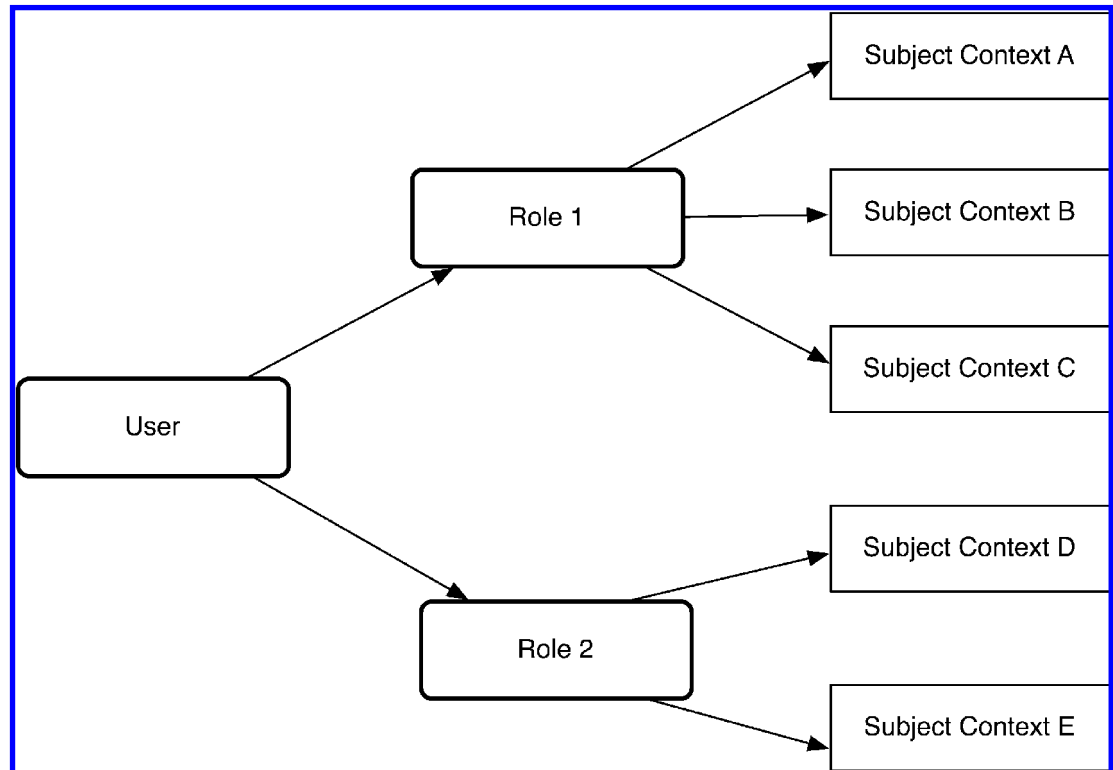 Subject Context A
Role 1
Subject Context B
Subject Context C
User
Subject Context D
Role 2
Subject Context E